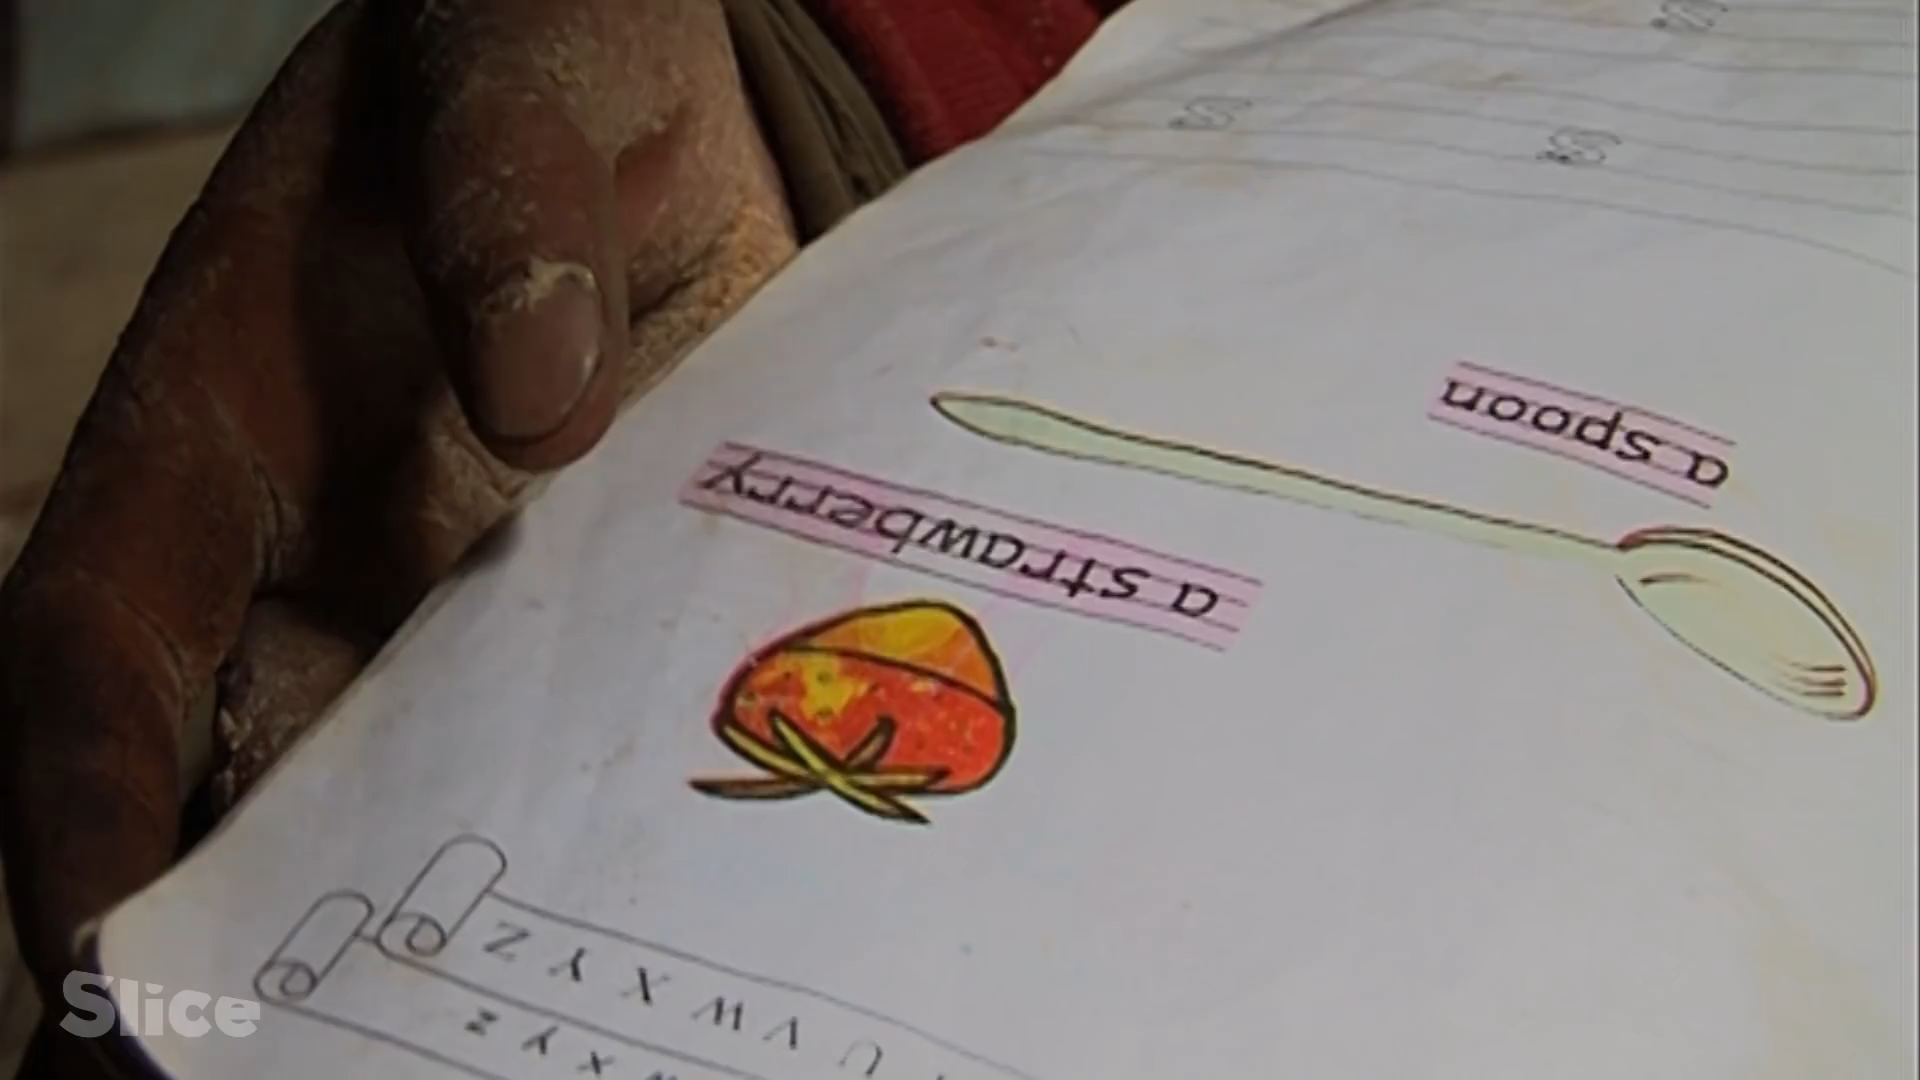 a spoon
a strawberry
U V W X Y Z
w x y z
Slice